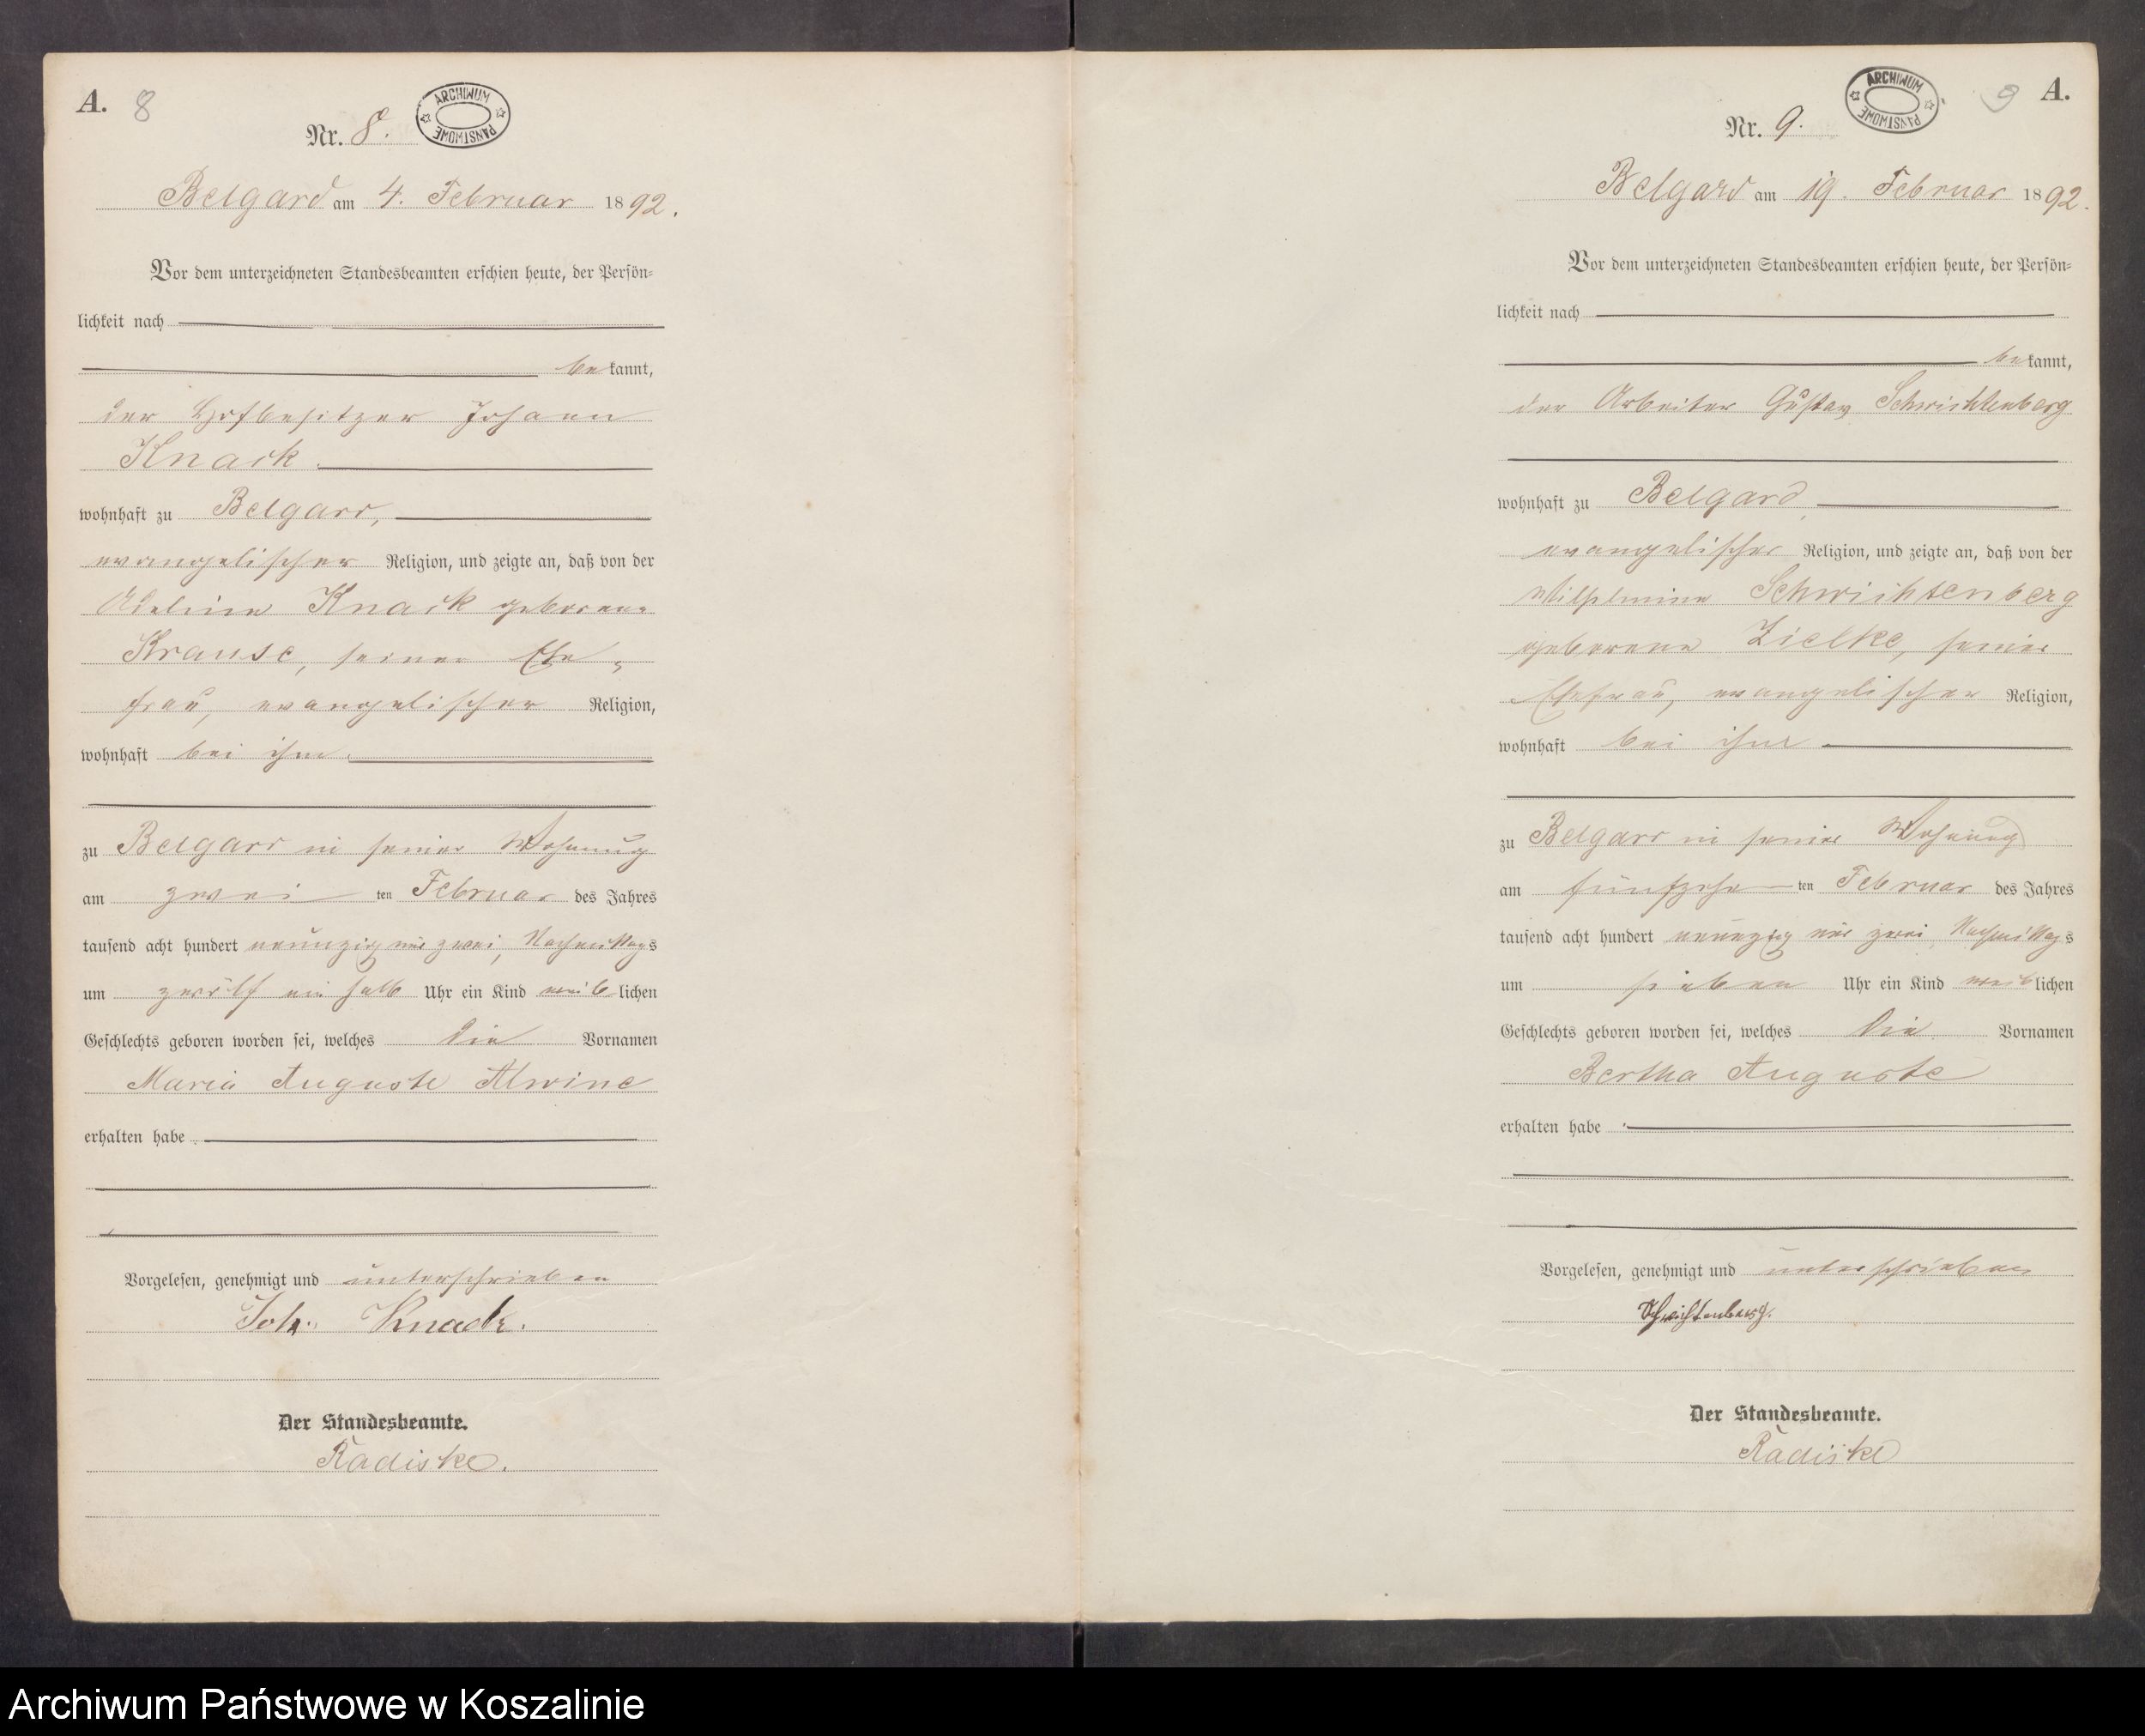 A. 8
ARCHIWUM PAŃSTWOWE
Nr. 8.
Belgard am 4. Februar 1892.
Vor dem unterzeichneten Standesbeamten erschien heute, der Persön-
lichkeit nach
bekannt,
der Hofbesitzer Johann
Knack
wohnhaft zu Belgard,
evangelischer Religion, und zeigte an, daß von der
Adeline Knack geborene
Krause, seiner Ehe-
frau, evangelischer Religion,
wohnhaft bei ihm
zu Belgard in seiner Wohnung
am zwei ten Februar des Jahres
tausend acht hundert neunzig und zwei, Nachmittags
um zwölf ein halb Uhr ein Kind weiblichen
Geschlechts geboren worden sei, welches die Vornamen
Maria Auguste Alwine
erhalten habe
Vorgelesen, genehmigt und unterschrieben
Joh. Knack.
Der Standesbeamte.
Radiske.
9 A.
ARCHIWUM PAŃSTWOWE
Nr. 9.
Belgard am 19. Februar 1892.
Vor dem unterzeichneten Standesbeamten erschien heute, der Persön-
lichkeit nach
bekannt,
der Arbeiter Gustav Schwichtenberg
wohnhaft zu Belgard,
evangelischer Religion, und zeigte an, daß von der
Wilhelmine Schwichtenberg
geborene Zielke, seiner
Ehefrau, evangelischer Religion,
wohnhaft bei ihm
zu Belgard in seiner Wohnung
am fünfzehn ten Februar des Jahres
tausend acht hundert neunzig und zwei, Nachmittags
um sieben Uhr ein Kind weiblichen
Geschlechts geboren worden sei, welches die Vornamen
Bertha Auguste
erhalten habe
Vorgelesen, genehmigt und unterschrieben
Schwichtenberg.
Der Standesbeamte.
Radiske
Archiwum Państwowe w Koszalinie